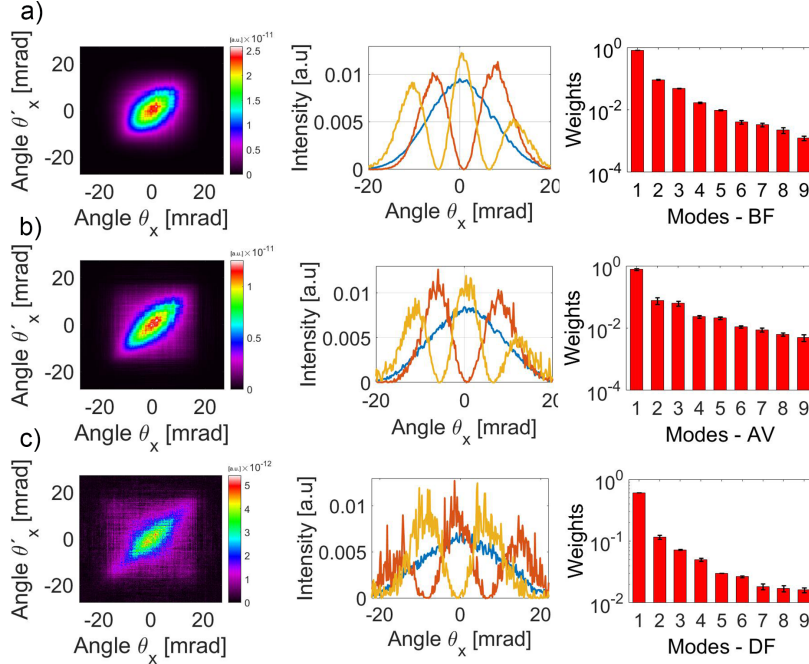 a)
[a.u.]×10⁻¹¹
Angle θ´ₓ [mrad]
20
0
-20
-20 0 20
Angle θₓ [mrad]
2.5
2
1.5
1
0.5
0
Intensity [a.u]
0.01
0.005
0
-20 -10 0 10 20
Angle θₓ [mrad]
Weights
10⁰
10⁻²
10⁻⁴
1 2 3 4 5 6 7 8 9
Modes - BF
b)
[a.u.]×10⁻¹¹
Angle θ´ₓ [mrad]
20
0
-20
-20 0 20
Angle θₓ [mrad]
1
0.5
0
Intensity [a.u]
0.01
0.005
0
-20 -10 0 10 20
Angle θₓ [mrad]
Weights
10⁰
10⁻²
10⁻⁴
1 2 3 4 5 6 7 8 9
Modes - AV
c)
[a.u.]×10⁻¹²
Angle θ´ₓ [mrad]
20
0
-20
-20 0 20
Angle θₓ [mrad]
5
4
3
2
1
0
Intensity [a.u]
0.01
0.005
0
-20 -10 0 10 20
Angle θₓ [mrad]
Weights
10⁰
10⁻¹
10⁻²
1 2 3 4 5 6 7 8 9
Modes - DF